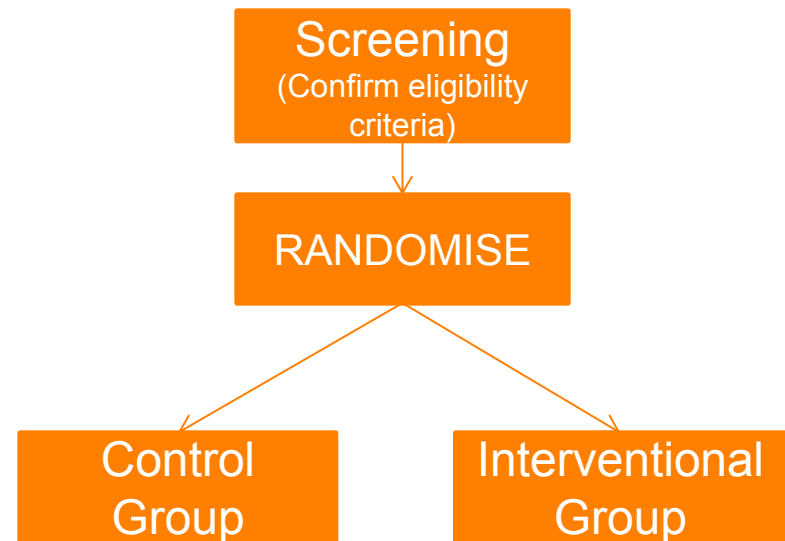 Screening
(Confirm eligibility
criteria)
RANDOMISE
Control
Group
Interventional
Group